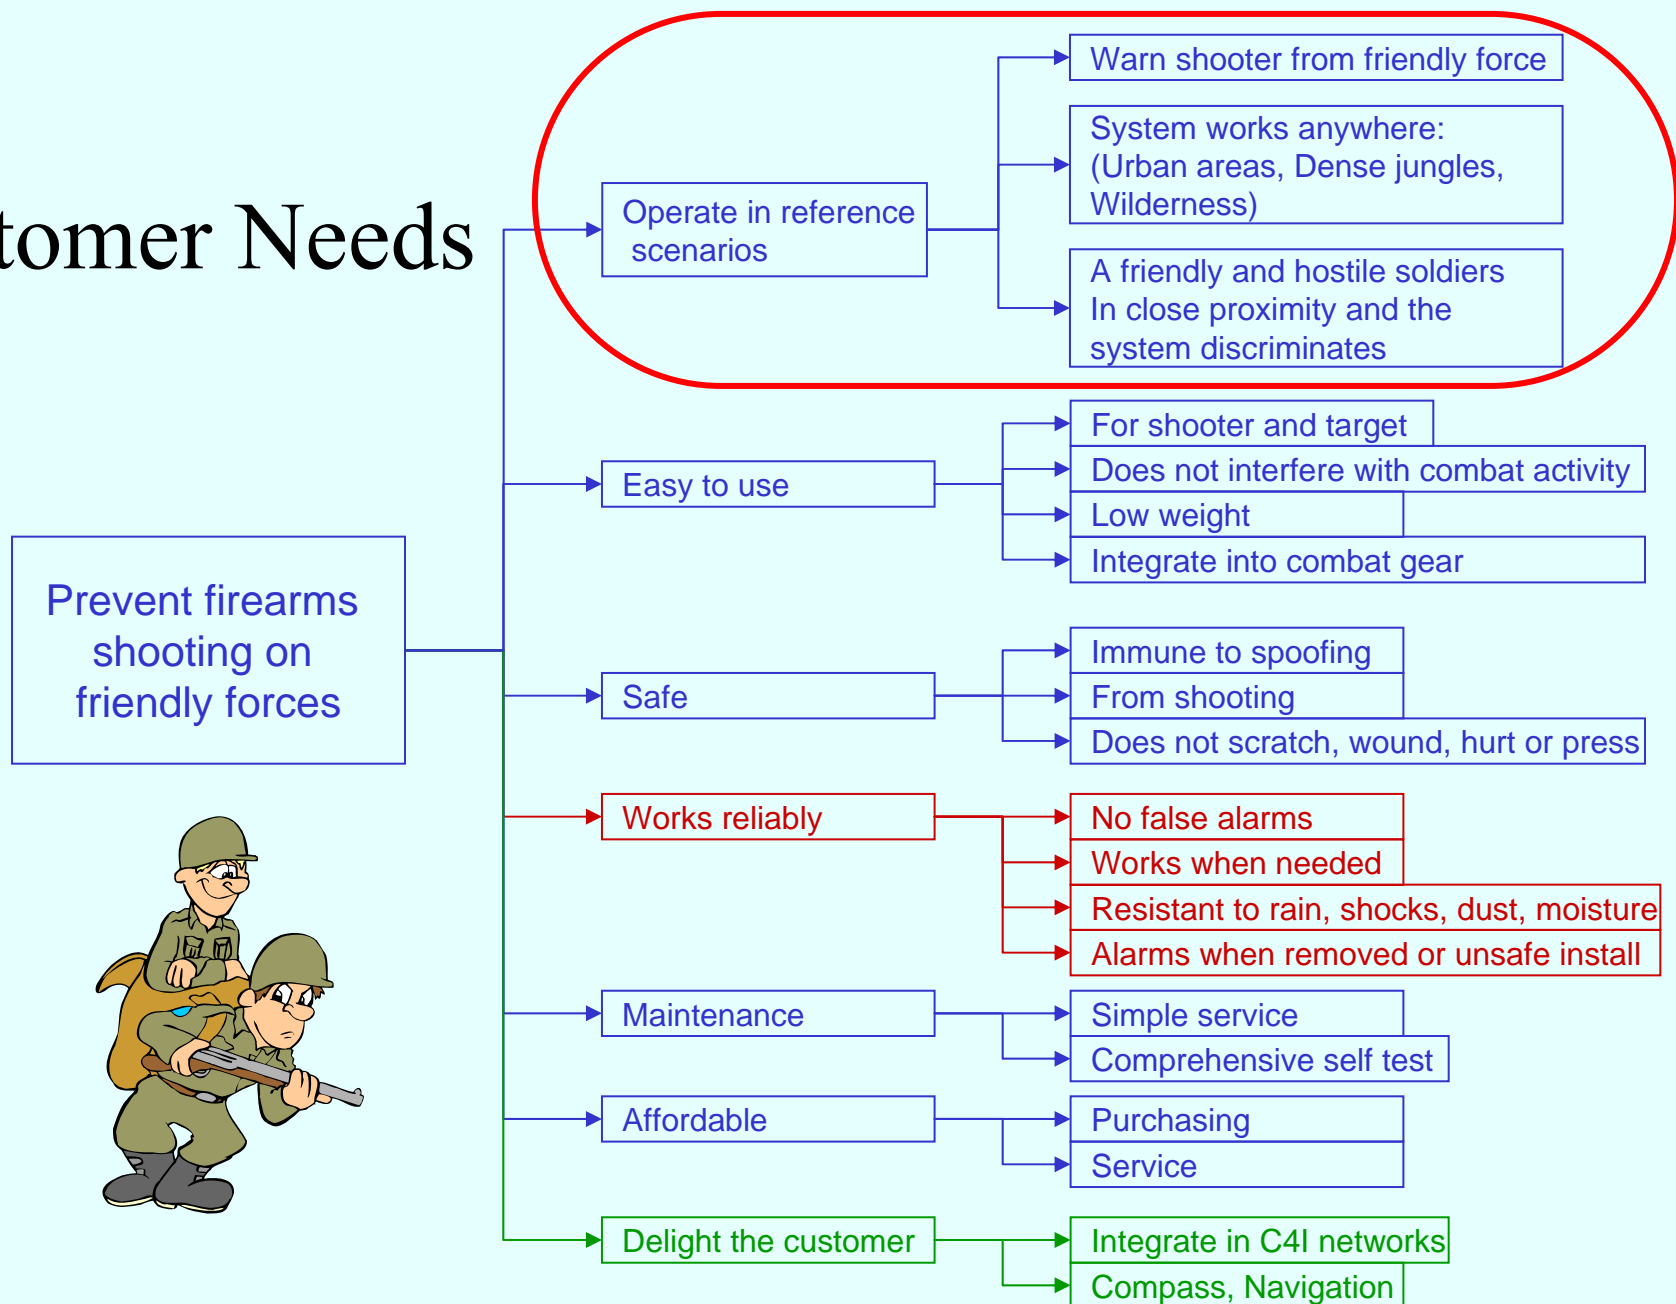 tomer Needs
Prevent firearms
shooting on
friendly forces
Operate in reference
scenarios
Warn shooter from friendly force
System works anywhere:
(Urban areas, Dense jungles,
Wilderness)
A friendly and hostile soldiers
In close proximity and the
system discriminates
Easy to use
For shooter and target
Does not interfere with combat activity
Low weight
Integrate into combat gear
Safe
Immune to spoofing
From shooting
Does not scratch, wound, hurt or press
Works reliably
No false alarms
Works when needed
Resistant to rain, shocks, dust, moisture
Alarms when removed or unsafe install
Maintenance
Simple service
Comprehensive self test
Affordable
Purchasing
Service
Delight the customer
Integrate in C4I networks
Compass, Navigation